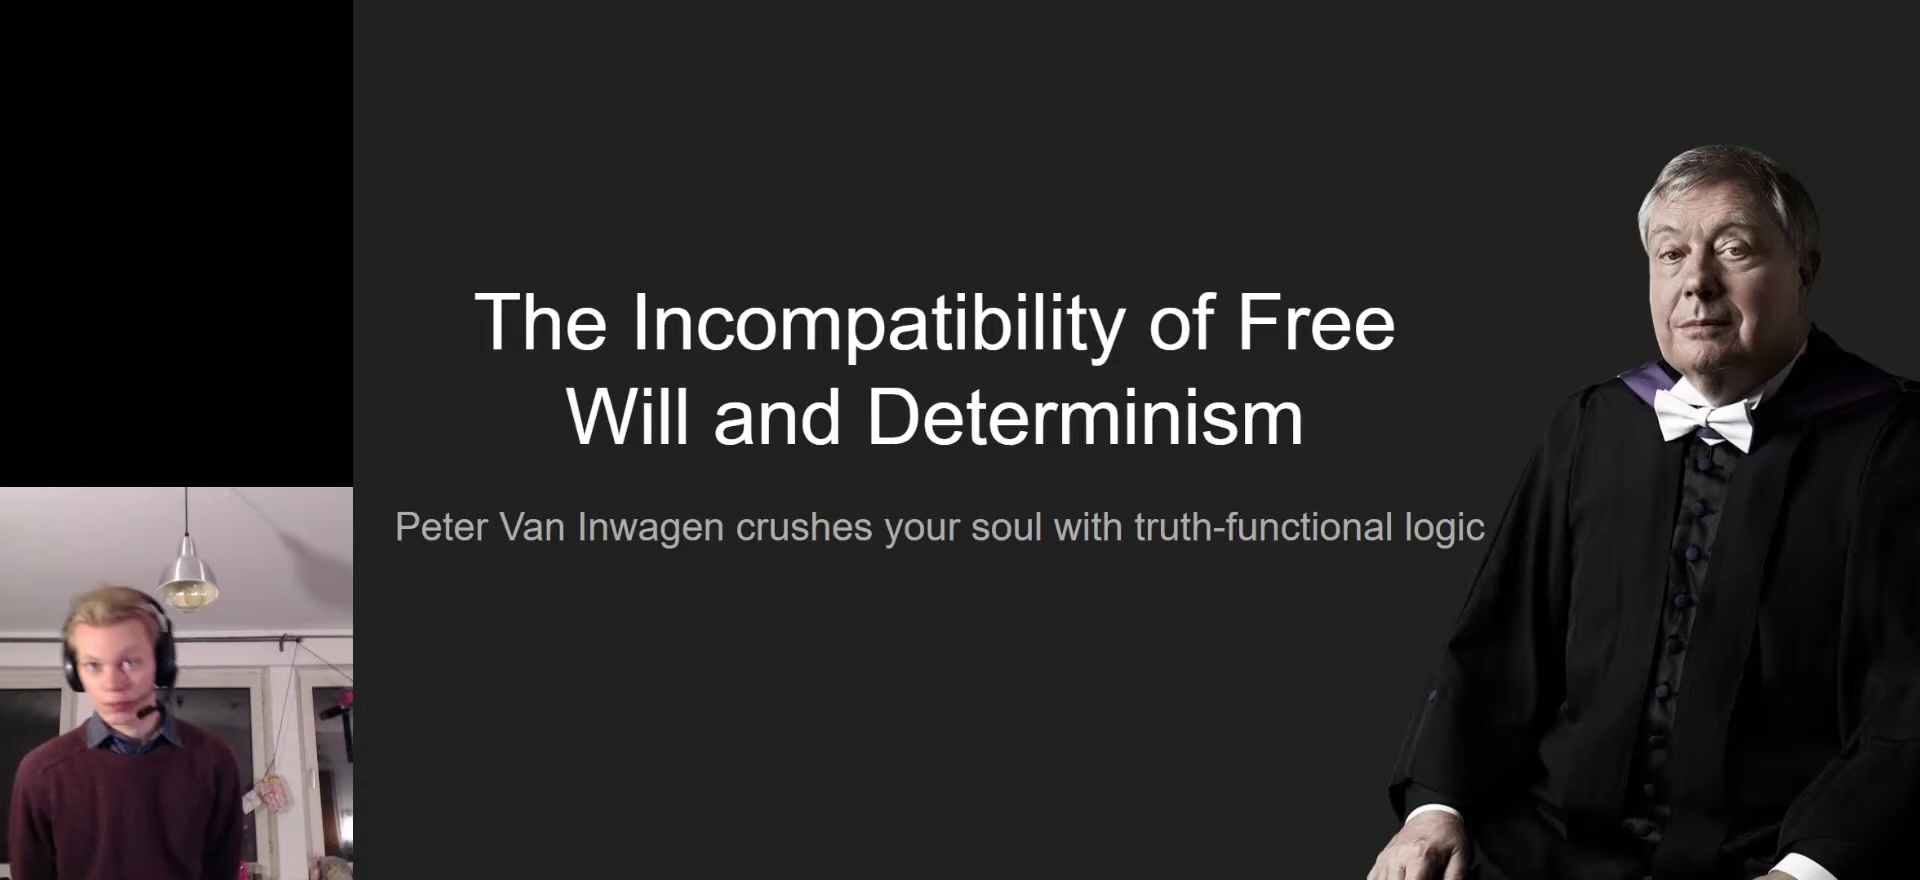 The Incompatibility of Free
Will and Determinism
Peter Van Inwagen crushes your soul with truth-functional logic